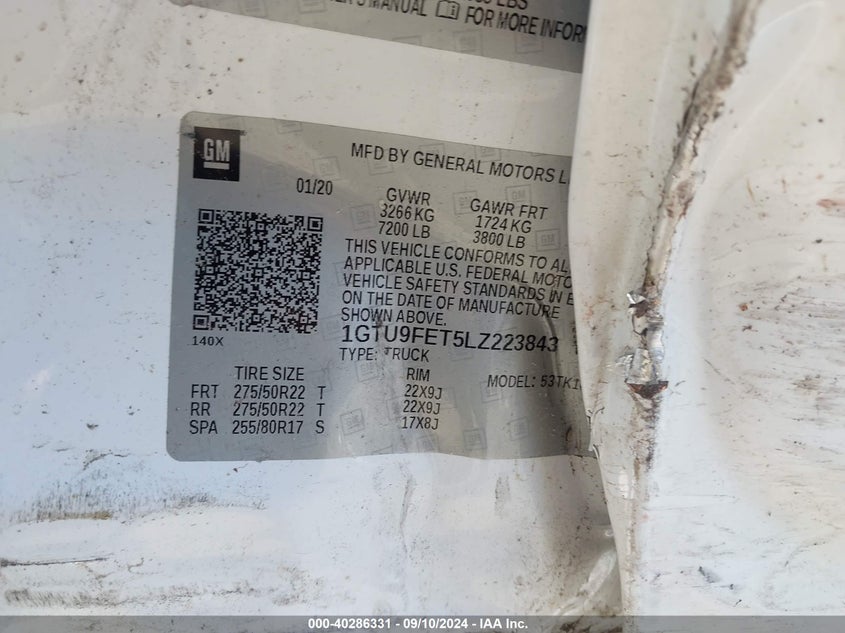 LBS
MANUAL FOR MORE INFOR
GM
MFD BY GENERAL MOTORS
01/20
GVWR GAWR FRT
3266 KG 1724 KG
7200 LB 3800 LB
THIS VEHICLE CONFORMS TO AL
APPLICABLE U.S. FEDERAL MOTO
VEHICLE SAFETY STANDARDS IN E
ON THE DATE OF MANUFACTURE
SHOWN ABOVE.
140X
1GTU9FET5LZ223843
TYPE: TRUCK
TIRE SIZE RIM MODEL: 53TK1
FRT 275/50R22 T 22X9J
RR 275/50R22 T 22X9J
SPA 255/80R17 S 17X8J
000-40286331 - 09/10/2024 - IAA Inc.